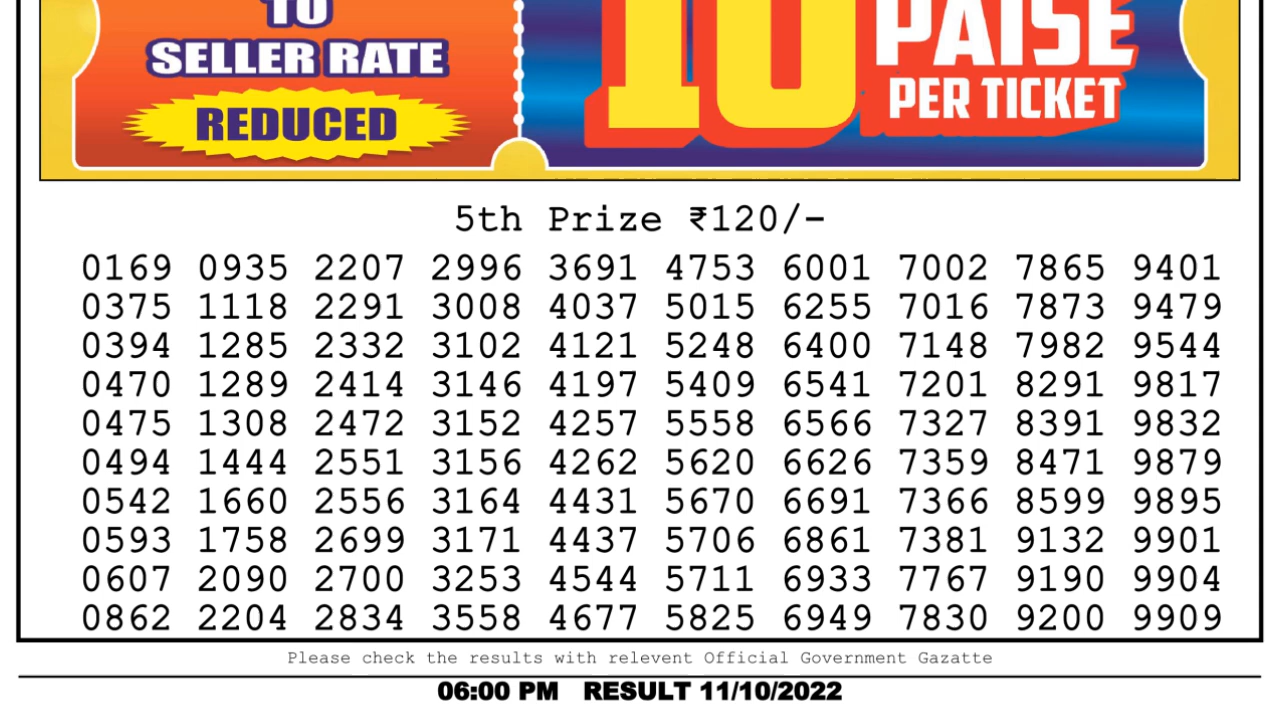 TO
SELLER RATE
REDUCED
10 PAISE
PER TICKET
5th Prize ₹120/-
0169 0935 2207 2996 3691 4753 6001 7002 7865 9401
0375 1118 2291 3008 4037 5015 6255 7016 7873 9479
0394 1285 2332 3102 4121 5248 6400 7148 7982 9544
0470 1289 2414 3146 4197 5409 6541 7201 8291 9817
0475 1308 2472 3152 4257 5558 6566 7327 8391 9832
0494 1444 2551 3156 4262 5620 6626 7359 8471 9879
0542 1660 2556 3164 4431 5670 6691 7366 8599 9895
0593 1758 2699 3171 4437 5706 6861 7381 9132 9901
0607 2090 2700 3253 4544 5711 6933 7767 9190 9904
0862 2204 2834 3558 4677 5825 6949 7830 9200 9909
Please check the results with relevent Official Government Gazatte
06:00 PM RESULT 11/10/2022